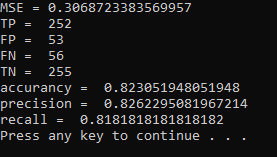 MSE = 0.3068723383569957
TP =  252
FP =  53
FN =  56
TN =  255
accurancy =  0.823051948051948
precision =  0.8262295081967214
recall =  0.8181818181818182
Press any key to continue . . .